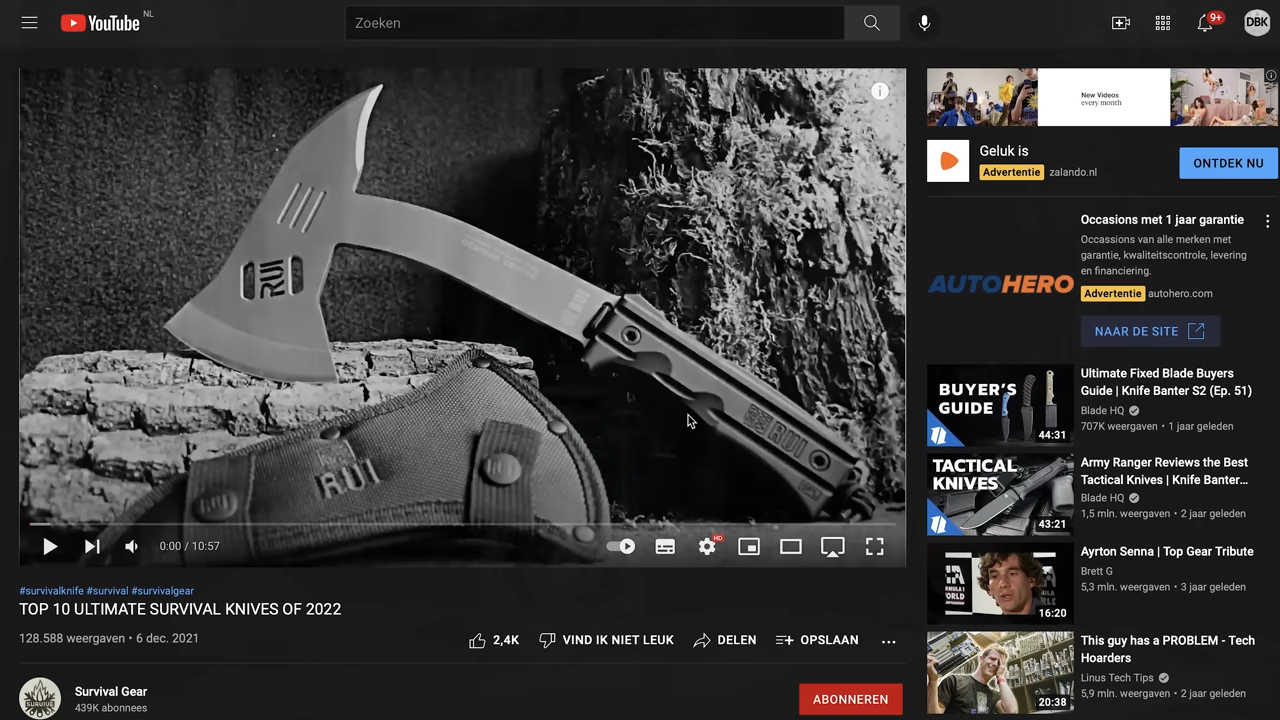 YouTube NL
Zoeken
9+
DBK
RUI
RUI
RUI
RUI
0:00 / 10:57
HD
#survivalknife #survival #survivalgear
TOP 10 ULTIMATE SURVIVAL KNIVES OF 2022
128.588 weergaven • 6 dec. 2021
2,4K
VIND IK NIET LEUK
DELEN
OPSLAAN
SURVIVE
Survival Gear
439K abonnees
ABONNEREN
New Videos
every month
Geluk is
Advertentie zalando.nl
ONTDEK NU
Occasions met 1 jaar garantie
Occassions van alle merken met
garantie, kwaliteitscontrole, levering
en financiering.
AUTOHERO
Advertentie autohero.com
NAAR DE SITE
BUYER'S
GUIDE
44:31
Ultimate Fixed Blade Buyers
Guide | Knife Banter S2 (Ep. 51)
Blade HQ
707K weergaven • 1 jaar geleden
TACTICAL
KNIVES
43:21
Army Ranger Reviews the Best
Tactical Knives | Knife Banter...
Blade HQ
1,5 mln. weergaven • 2 jaar geleden
16:20
Ayrton Senna | Top Gear Tribute
Brett G
5,3 mln. weergaven • 3 jaar geleden
20:38
This guy has a PROBLEM - Tech
Hoarders
Linus Tech Tips
5,9 mln. weergaven • 2 jaar geleden